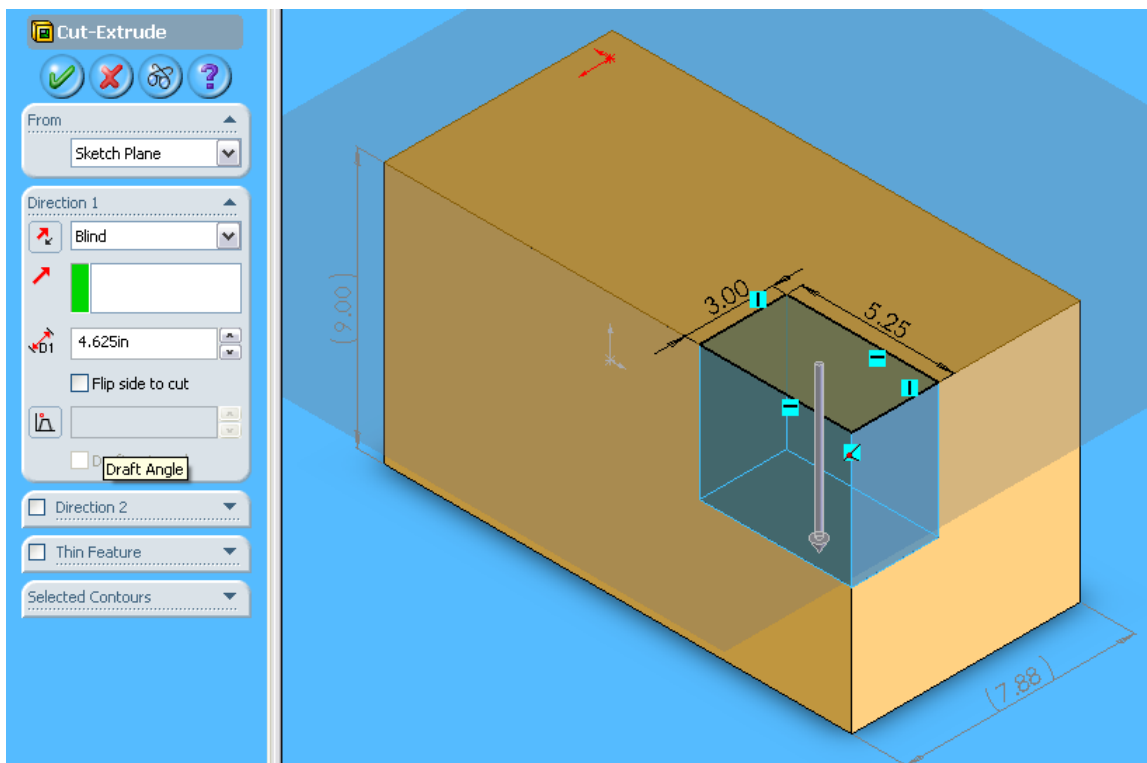 Cut-Extrude
?
From
Sketch Plane
Direction 1
Blind
D1
4.625in
Flip side to cut
Draft Angle
Direction 2
Thin Feature
Selected Contours
(9.00)
3.00
5.25
(7.88)